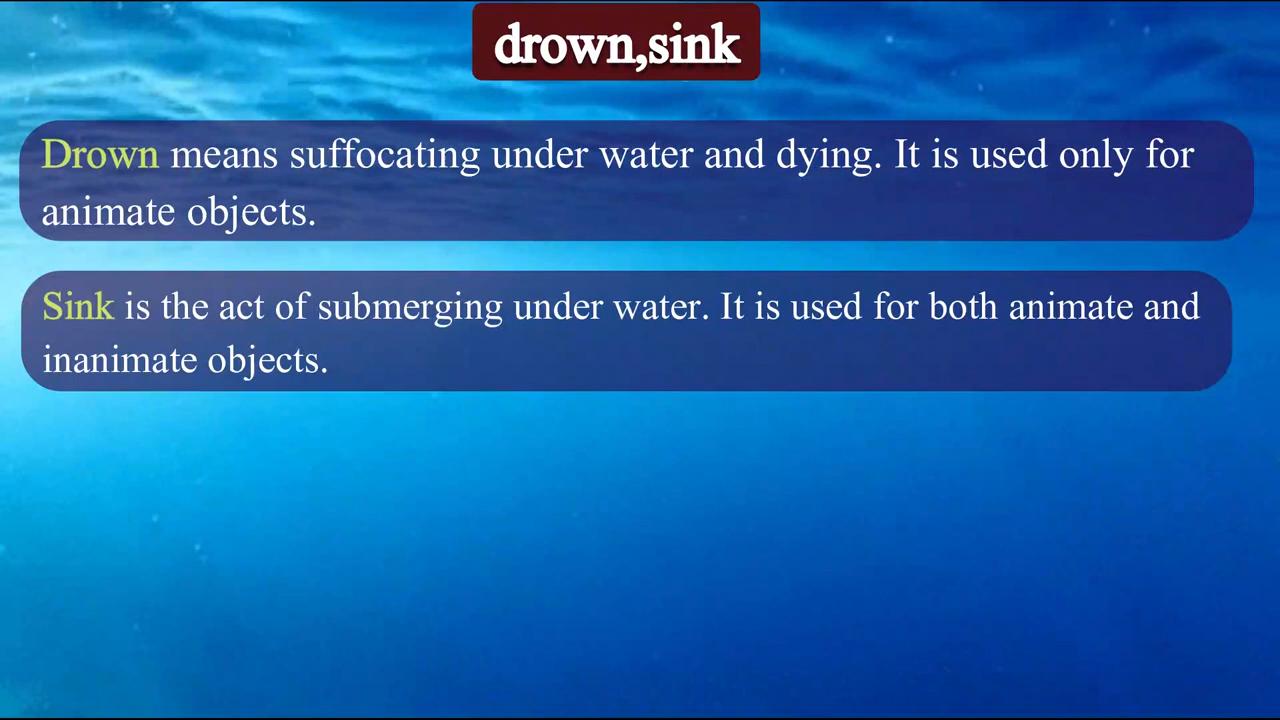 drown,sink
Drown means suffocating under water and dying. It is used only for
animate objects.
Sink is the act of submerging under water. It is used for both animate and
inanimate objects.